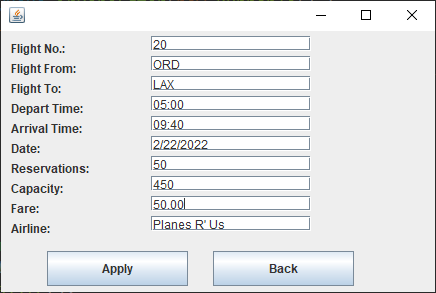 Flight No.: 20
Flight From: ORD
Flight To: LAX
Depart Time: 05:00
Arrival Time: 09:40
Date: 2/22/2022
Reservations: 50
Capacity: 450
Fare: 50.00
Airline: Planes R' Us
Apply Back